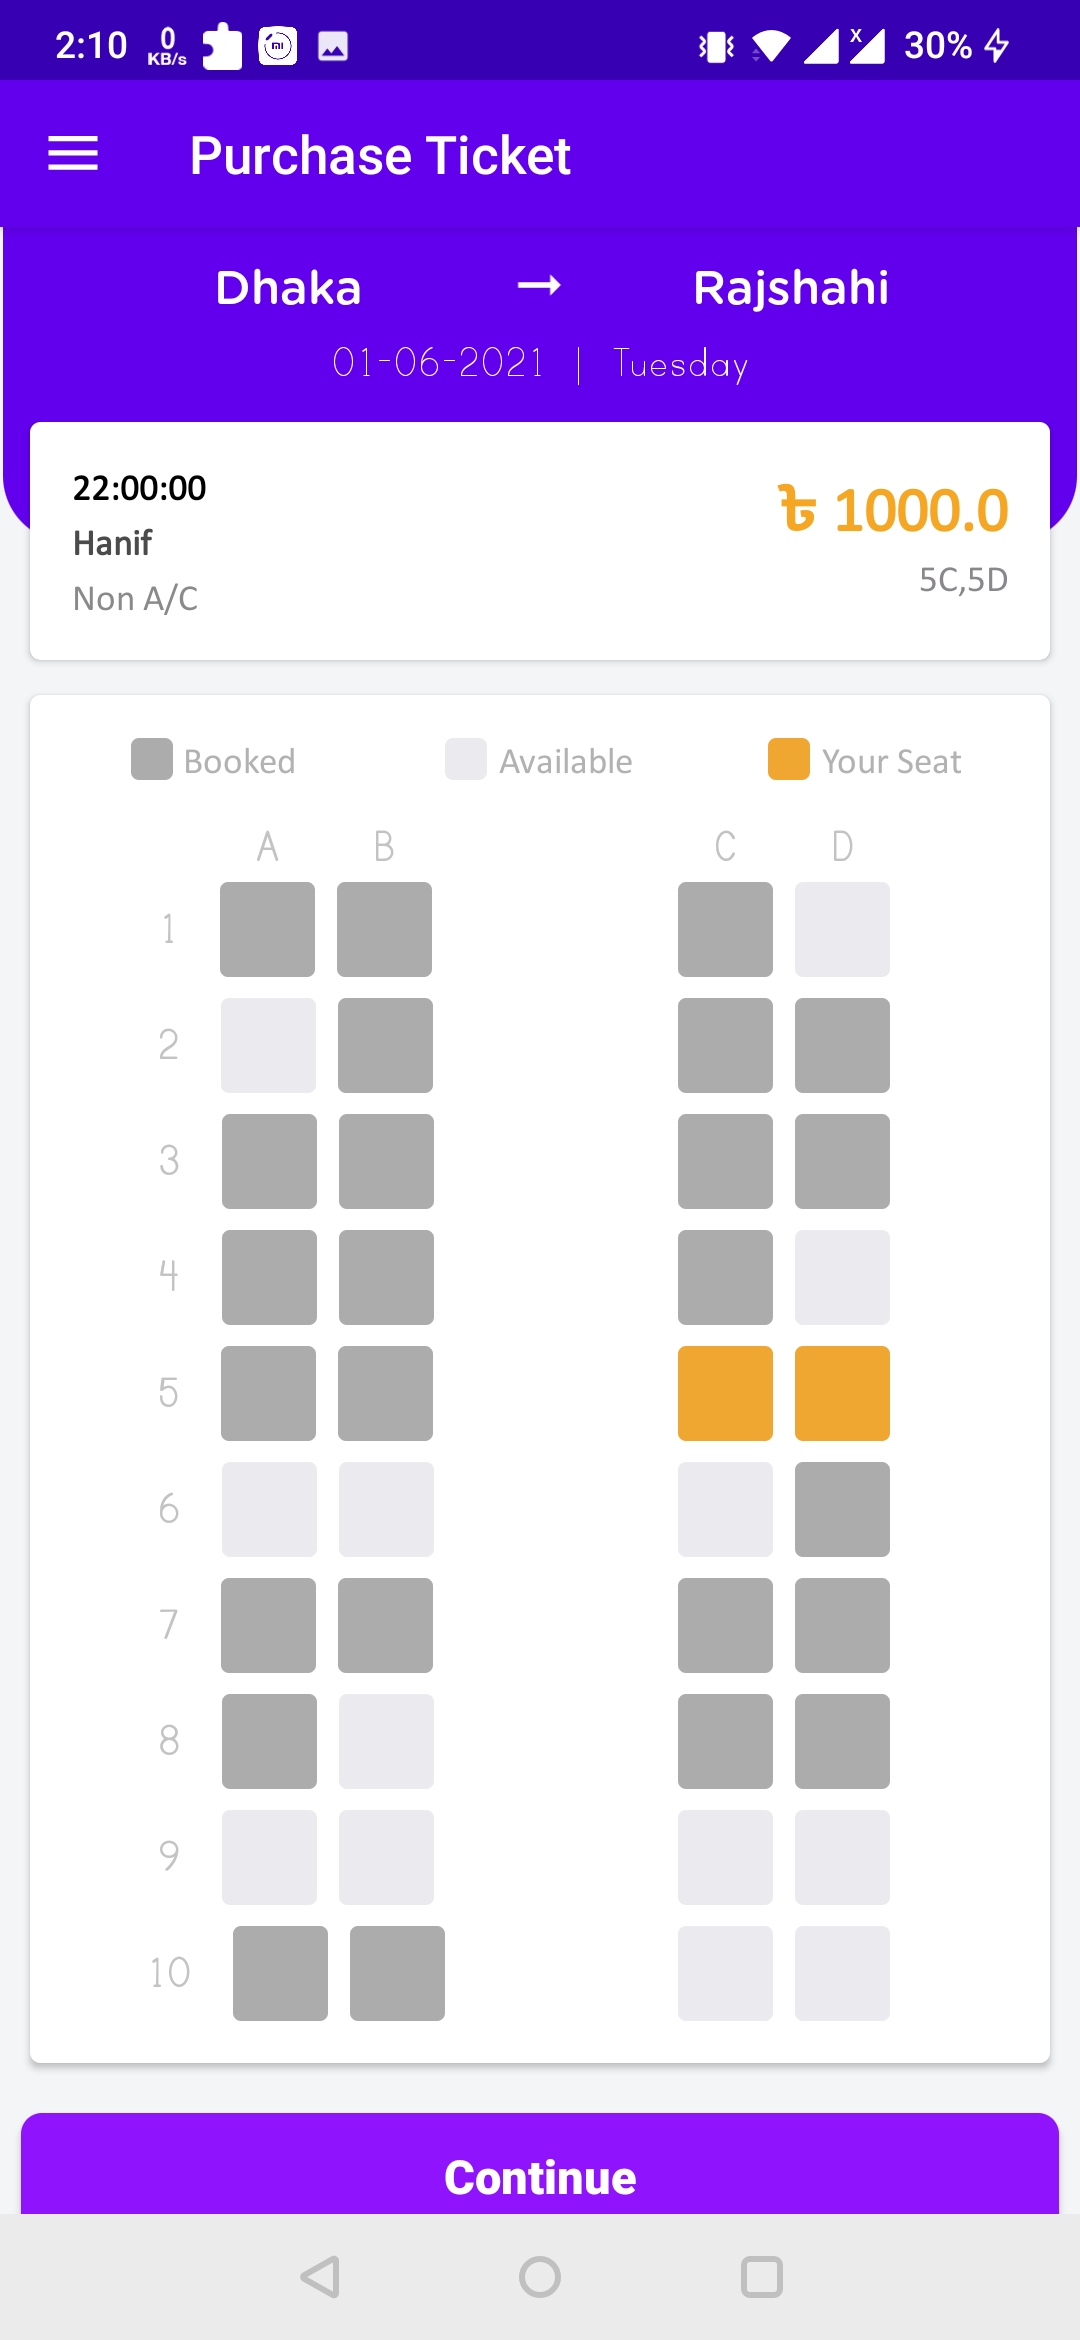 2:10 0 KB/s mi x 30%
Purchase Ticket
Dhaka → Rajshahi
01-06-2021 | Tuesday
22:00:00
Hanif
Non A/C
৳ 1000.0
5C,5D
Booked Available Your Seat
A B C D
1
2
3
4
5
6
7
8
9
10
Continue